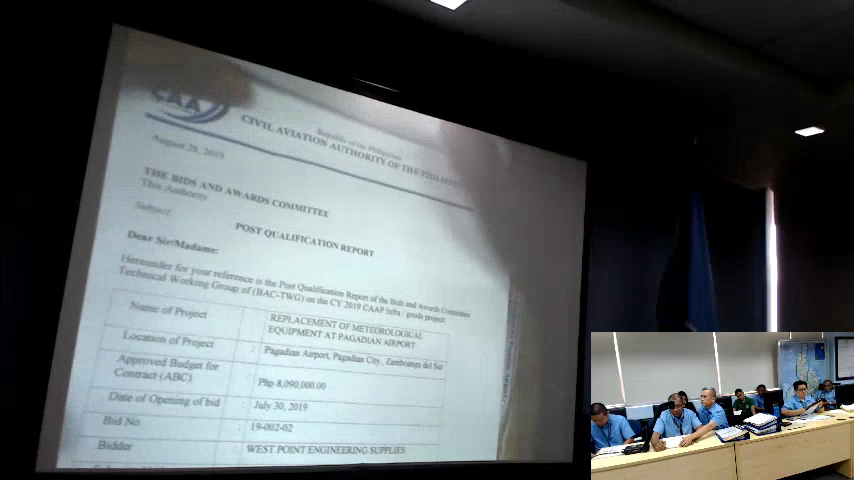 CAA
Republic of the Philippines
CIVIL AVIATION AUTHORITY OF THE PHILIPPINES
August 28, 2019
THE BIDS AND AWARDS COMMITTEE
This Authority
Subject:
POST QUALIFICATION REPORT
Dear Sir/Madame:
Hereunder for your reference is the Post Qualification Report of the Bids and Awards Committee
Technical Working Group of (BAC-TWG) on the CY 2019 CAAP Infra / goods project:
Name of Project : REPLACEMENT OF METEOROLOGICAL
EQUIPMENT AT PAGADIAN AIRPORT
Location of Project : Pagadian Airport, Pagadian City, Zamboanga del Sur
Approved Budget for
Contract (ABC) : Php 8,090,000.00
Date of Opening of bid : July 30, 2019
Bid No : 19-002-02
Bidder : WEST POINT ENGINEERING SUPPLIES